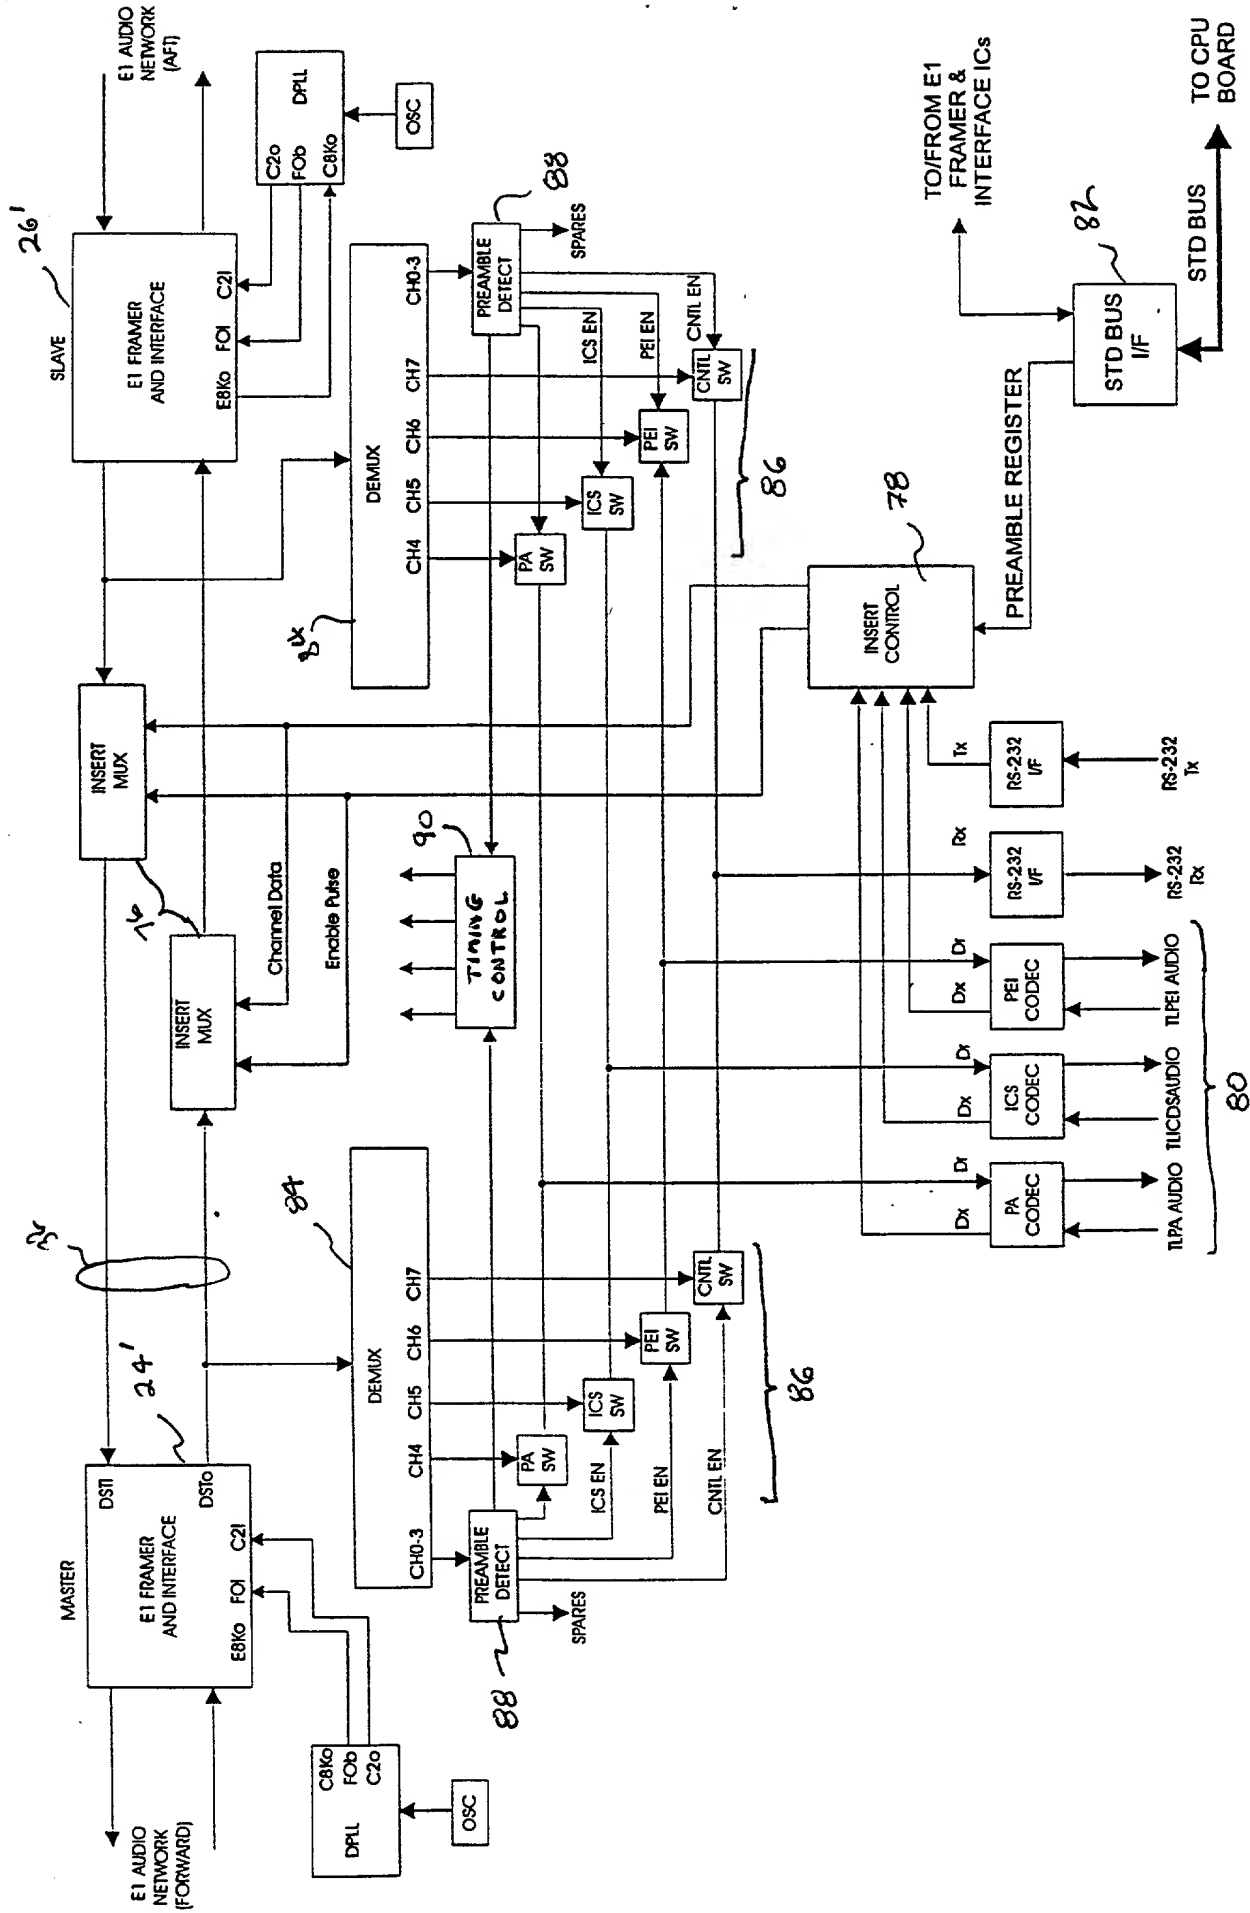 E1 AUDIO
NETWORK
(FORWARD)
MASTER
E1 FRAMER
AND INTERFACE
DSTi
DSTo
E8Ko
FOI
C2I
24'
DPLL
C8Ko
FOb
C2o
OSC
INSERT
MUX
INSERT
MUX
76
Channel Data
Enable Pulse
SLAVE
26'
E1 FRAMER
AND INTERFACE
E8Ko
FOI
C2I
E1 AUDIO
NETWORK
(AFT)
DPLL
C2o
FOb
C8Ko
OSC
DEMUX
84
CH0-3
CH4
CH5
CH6
CH7
PREAMBLE
DETECT
88
SPARES
PA
SW
ICS
SW
PEI
SW
CNTL
SW
ICS EN
PEI EN
CNTL EN
86
TIMING
CONTROL
90
DEMUX
84
CH4
CH5
CH6
CH7
CH0-3
PREAMBLE
DETECT
88
SPARES
PA
SW
ICS
SW
PEI
SW
CNTL
SW
ICS EN
PEI EN
CNTL EN
86
INSERT
CONTROL
78
PREAMBLE REGISTER
STD BUS
I/F
82
TO/FROM E1
FRAMER &
INTERFACE ICs
STD BUS
TO CPU
BOARD
Dx
Dr
PA
CODEC
TLPA AUDIO
Dx
Dr
ICS
CODEC
TLICDSAUDIO
Dx
Dr
PEI
CODEC
TLPEI AUDIO
80
Rx
RS-232
I/F
RS-232
Rx
Tx
RS-232
I/F
RS-232
Tx